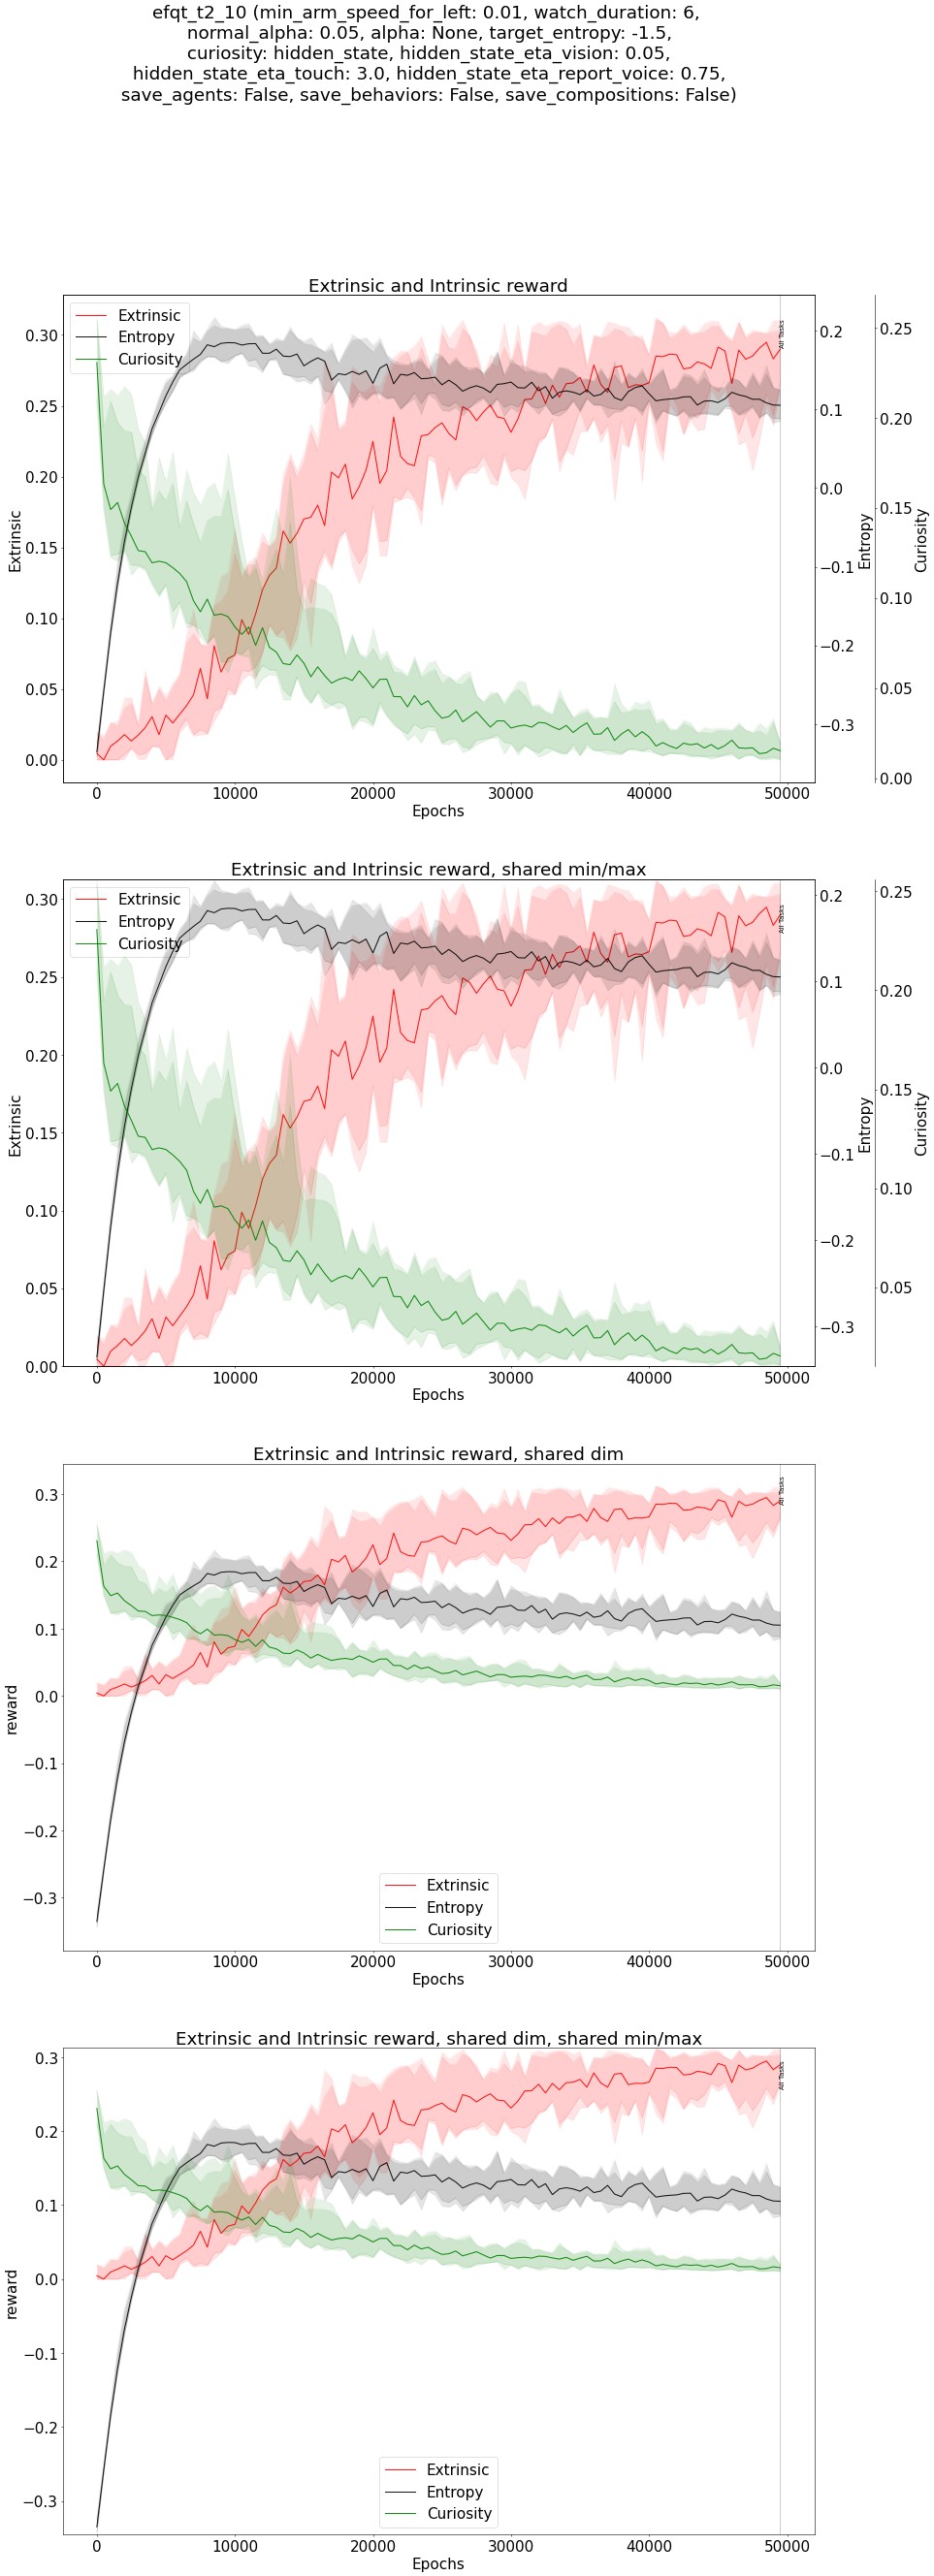 efqt_t2_10 (min_arm_speed_for_left: 0.01, watch_duration: 6,
normal_alpha: 0.05, alpha: None, target_entropy: -1.5,
curiosity: hidden_state, hidden_state_eta_vision: 0.05,
hidden_state_eta_touch: 3.0, hidden_state_eta_report_voice: 0.75,
save_agents: False, save_behaviors: False, save_compositions: False)
Extrinsic and Intrinsic reward
Extrinsic
Entropy
Curiosity
All Tasks
0.30
0.25
0.20
0.15
0.10
0.05
0.00
Extrinsic
0.2
0.1
0.0
−0.1
−0.2
−0.3
Entropy
0.25
0.20
0.15
0.10
0.05
0.00
Curiosity
0 10000 20000 30000 40000 50000
Epochs
Extrinsic and Intrinsic reward, shared min/max
Extrinsic
Entropy
Curiosity
All Tasks
0.30
0.25
0.20
0.15
0.10
0.05
0.00
Extrinsic
0.2
0.1
0.0
−0.1
−0.2
−0.3
Entropy
0.25
0.20
0.15
0.10
0.05
Curiosity
0 10000 20000 30000 40000 50000
Epochs
Extrinsic and Intrinsic reward, shared dim
All Tasks
0.3
0.2
0.1
0.0
−0.1
−0.2
−0.3
reward
Extrinsic
Entropy
Curiosity
0 10000 20000 30000 40000 50000
Epochs
Extrinsic and Intrinsic reward, shared dim, shared min/max
All Tasks
0.3
0.2
0.1
0.0
−0.1
−0.2
−0.3
reward
Extrinsic
Entropy
Curiosity
0 10000 20000 30000 40000 50000
Epochs